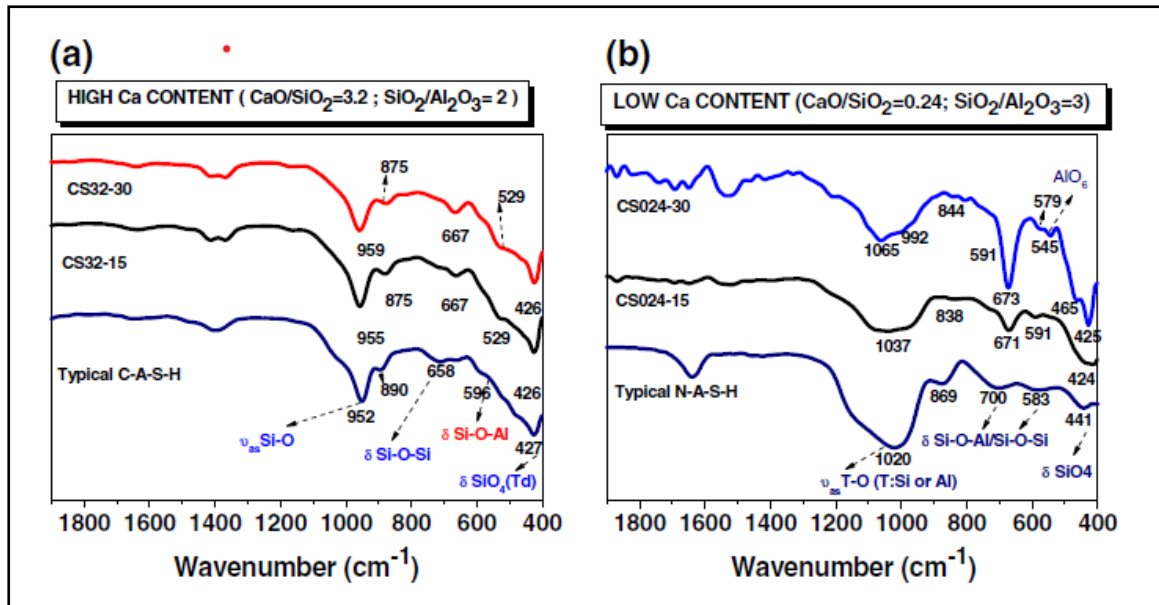 (a)
HIGH Ca CONTENT ( CaO/SiO2=3.2 ; SiO2/Al2O3= 2 )
CS32-30
875
529
959
667
426
CS32-15
875
667
529
955
426
Typical C-A-S-H
890
658
596
952
427
υas Si-O
δ Si-O-Al
δ Si-O-Si
δ SiO4(Td)
1800 1600 1400 1200 1000 800 600 400
Wavenumber (cm-1)
(b)
LOW Ca CONTENT (CaO/SiO2=0.24; SiO2/Al2O3=3)
AlO6
CS024-30
579
844
992
1065
591
545
673
465
425
CS024-15
838
591
1037
671
424
Typical N-A-S-H
869
700
583
441
1020
δ Si-O-Al/Si-O-Si
υas T-O (T:Si or Al)
δ SiO4
1800 1600 1400 1200 1000 800 600 400
Wavenumber (cm-1)